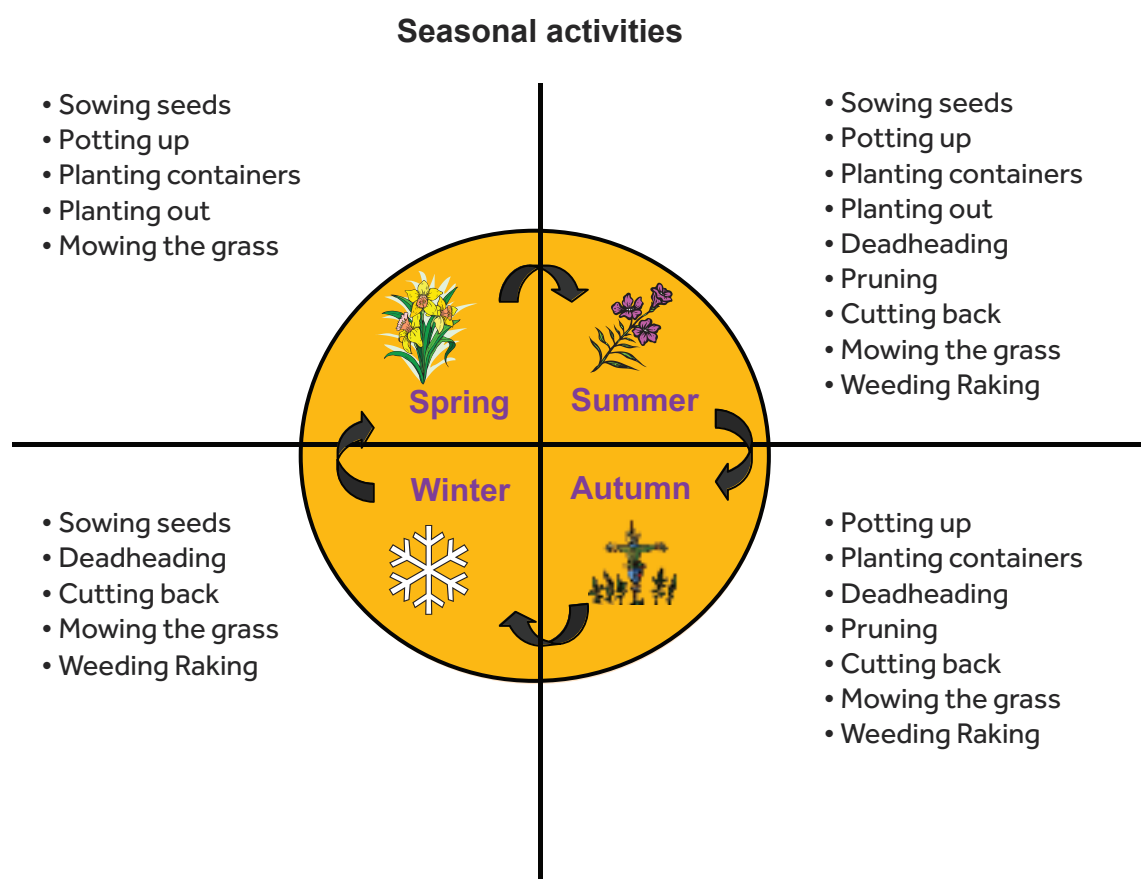 Seasonal activities
• Sowing seeds
• Potting up
• Planting containers
• Planting out
• Mowing the grass
• Sowing seeds
• Potting up
• Planting containers
• Planting out
• Deadheading
• Pruning
• Cutting back
• Mowing the grass
• Weeding Raking
Spring
Summer
Winter
Autumn
• Sowing seeds
• Deadheading
• Cutting back
• Mowing the grass
• Weeding Raking
• Potting up
• Planting containers
• Deadheading
• Pruning
• Cutting back
• Mowing the grass
• Weeding Raking